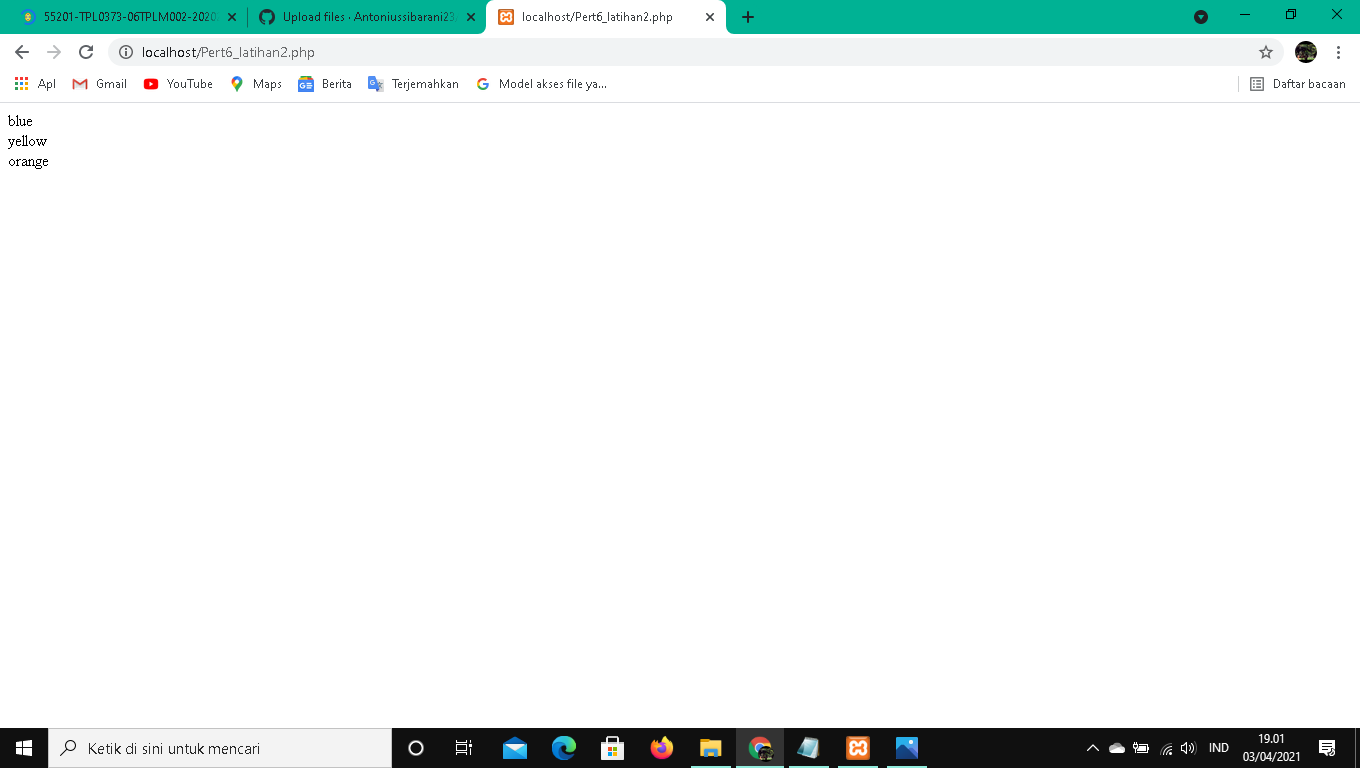 55201-TPL0373-06TPLM002-2020
Upload files · Antoniussibarani23
localhost/Pert6_latihan2.php
localhost/Pert6_latihan2.php
Apl
Gmail
YouTube
Maps
Berita
Terjemahkan
Model akses file ya...
Daftar bacaan
blue
yellow
orange
Ketik di sini untuk mencari
IND
19.01
03/04/2021